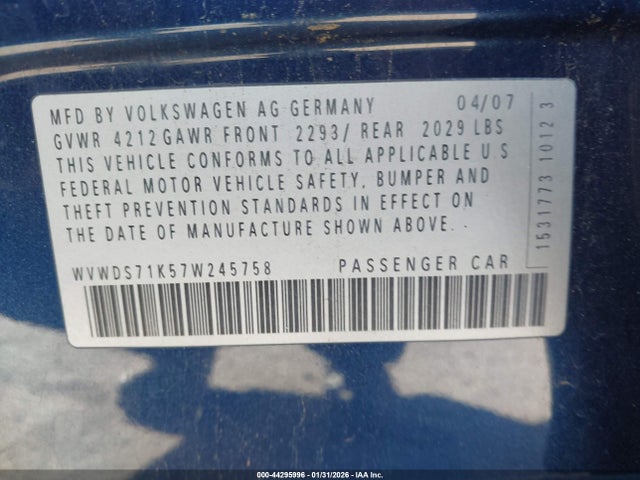 MFD BY VOLKSWAGEN AG GERMANY 04/07
GVWR 4212 GAWR FRONT 2293/ REAR 2029 LBS
THIS VEHICLE CONFORMS TO ALL APPLICABLE U S
FEDERAL MOTOR VEHICLE SAFETY, BUMPER AND
THEFT PREVENTION STANDARDS IN EFFECT ON
THE DATE OF MANUFACTURE SHOWN ABOVE. .
WVWDS71K57W245758 PASSENGER CAR
1531773 1012 3
000-44295996 - 01/31/2026 - IAA Inc.